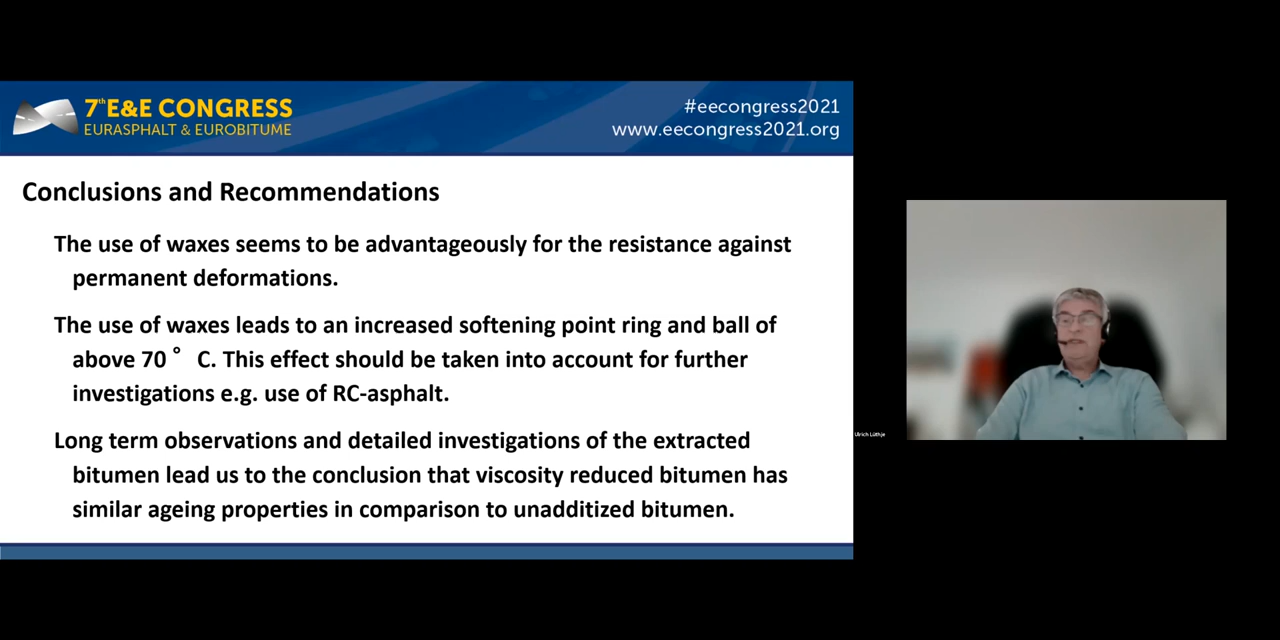 7th E&E CONGRESS
EURASPHALT & EUROBITUME
#eecongress2021
www.eecongress2021.org
Conclusions and Recommendations
The use of waxes seems to be advantageously for the resistance against
permanent deformations.
The use of waxes leads to an increased softening point ring and ball of
above 70 ° C. This effect should be taken into account for further
investigations e.g. use of RC-asphalt.
Long term observations and detailed investigations of the extracted
bitumen lead us to the conclusion that viscosity reduced bitumen has
similar ageing properties in comparison to unadditized bitumen.
Ulrich Lüthje